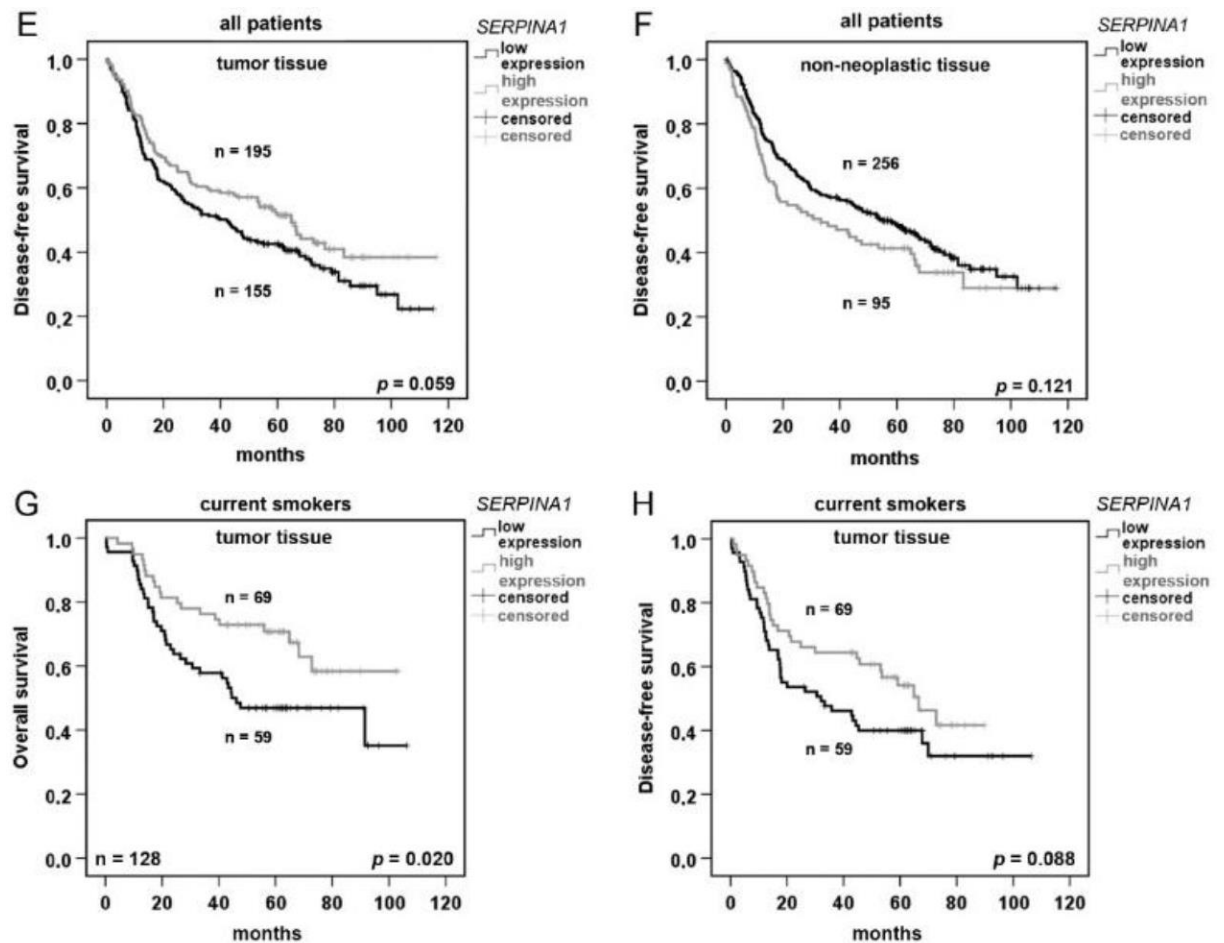 E
all patients
SERPINA1
low
expression
high
expression
censored
censored
tumor tissue
1.0
0.8
0.6
0.4
0.2
0.0
Disease-free survival
n = 195
n = 155
p = 0.059
0 20 40 60 80 100 120
months
F
all patients
SERPINA1
low
expression
high
expression
censored
censored
non-neoplastic tissue
1.0
0.8
0.6
0.4
0.2
0.0
Disease-free survival
n = 256
n = 95
p = 0.121
0 20 40 60 80 100 120
months
G
current smokers
SERPINA1
low
expression
high
expression
censored
censored
tumor tissue
1.0
0.8
0.6
0.4
0.2
0.0
Overall survival
n = 69
n = 59
n = 128
p = 0.020
0 20 40 60 80 100 120
months
H
current smokers
SERPINA1
low
expression
high
expression
censored
censored
tumor tissue
1.0
0.8
0.6
0.4
0.2
0.0
Disease-free survival
n = 69
n = 59
p = 0.088
0 20 40 60 80 100 120
months